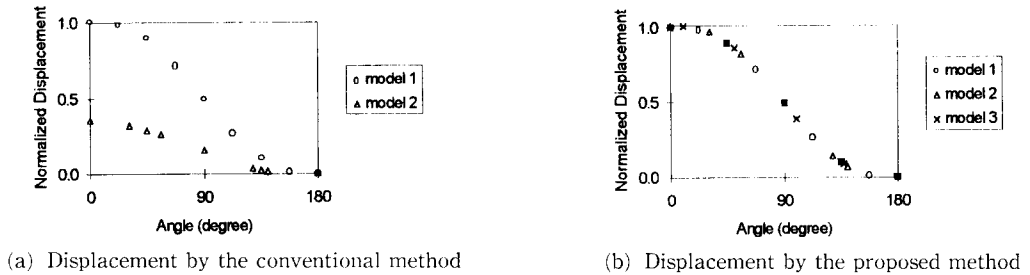 Normalized Displacement
1.0
0.5
0.0
0
90
180
Angle (degree)
model 1
model 2
(a) Displacement by the conventional method
Normalized Displacement
1.0
0.5
0.0
0
90
180
Angle (degree)
model 1
model 2
model 3
(b) Displacement by the proposed method